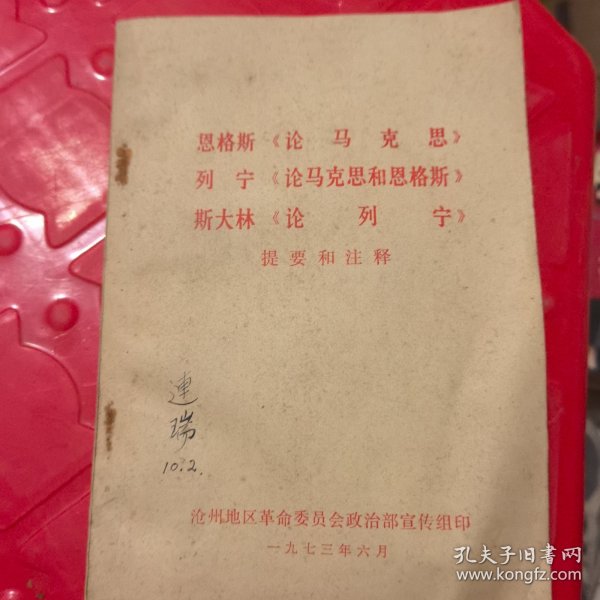 恩格斯《论马克思》
列宁《论马克思和恩格斯》
斯大林《论列宁》
提要和注释
連瑞
10.2.
沧州地区革命委员会政治部宣传组印
一九七三年六月
孔夫子旧书网
www.kongfz.com